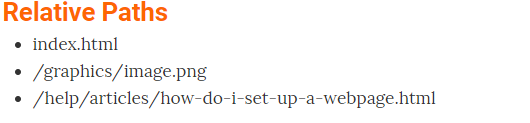 Relative Paths
index.html
/graphics/image.png
/help/articles/how-do-i-set-up-a-webpage.html